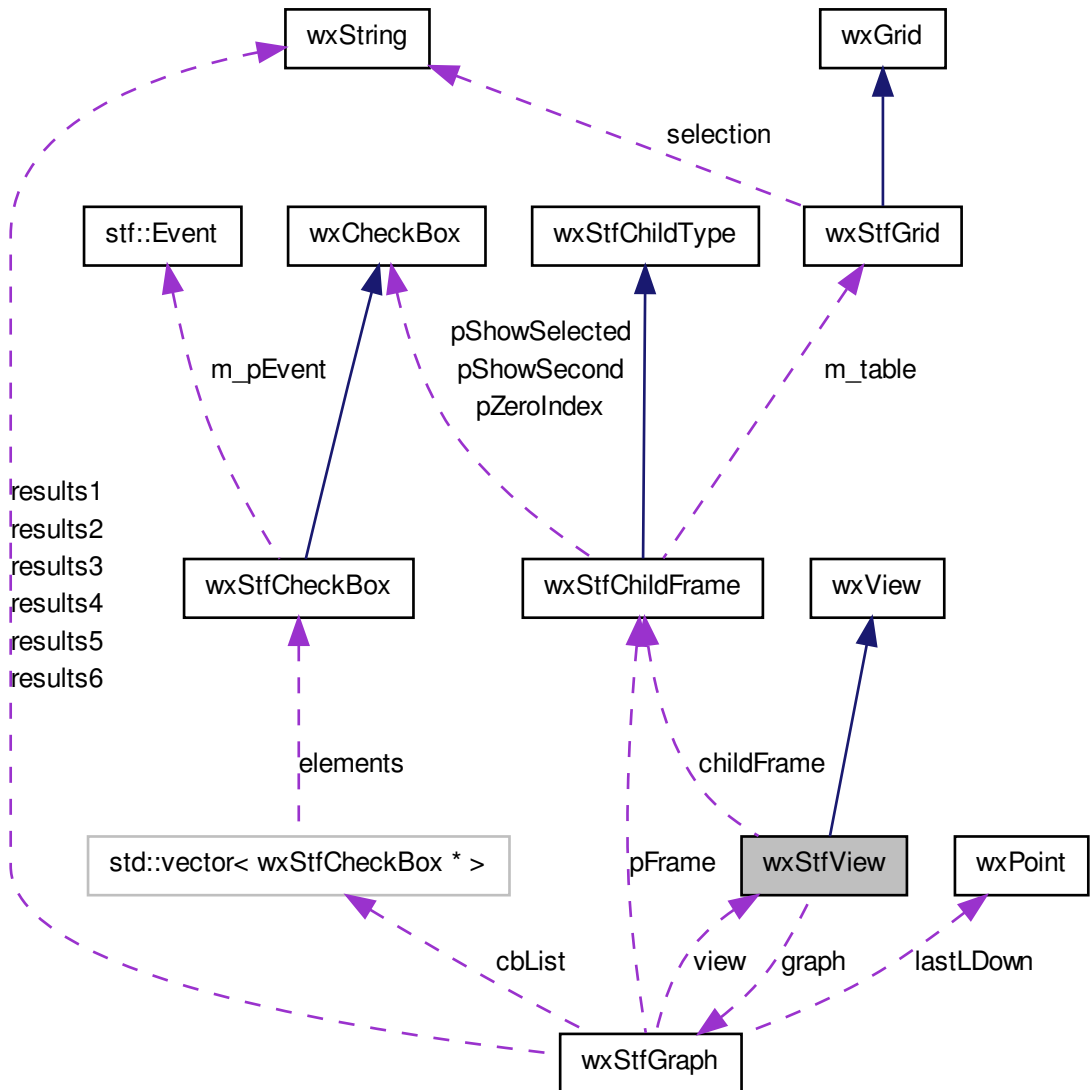 wxString
wxGrid
selection
stf::Event
wxCheckBox
wxStfChildType
wxStfGrid
pShowSelected
pShowSecond
pZeroIndex
m_pEvent
m_table
results1
results2
results3
results4
results5
results6
wxStfCheckBox
wxStfChildFrame
wxView
elements
childFrame
std::vector< wxStfCheckBox * >
pFrame
wxStfView
wxPoint
cbList
view
graph
lastLDown
wxStfGraph